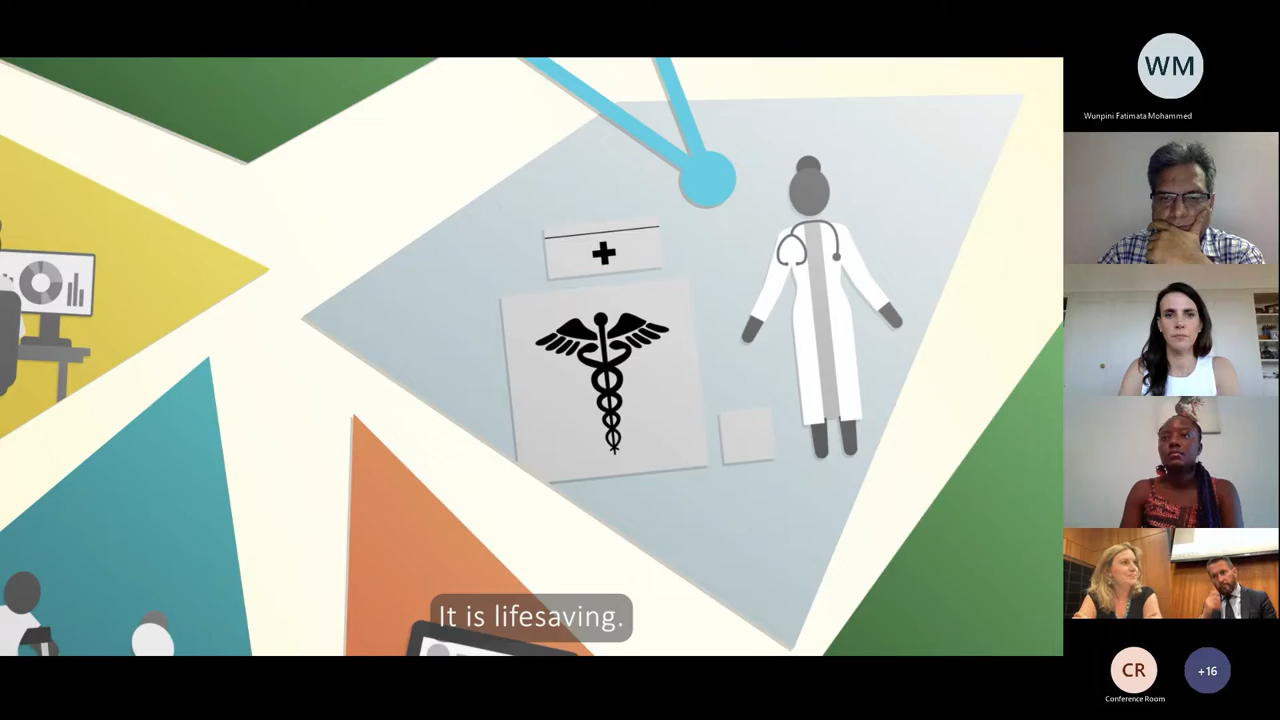 WM
Wunpini Fatimata Mohammed
It is lifesaving.
CR
+16
Conference Room